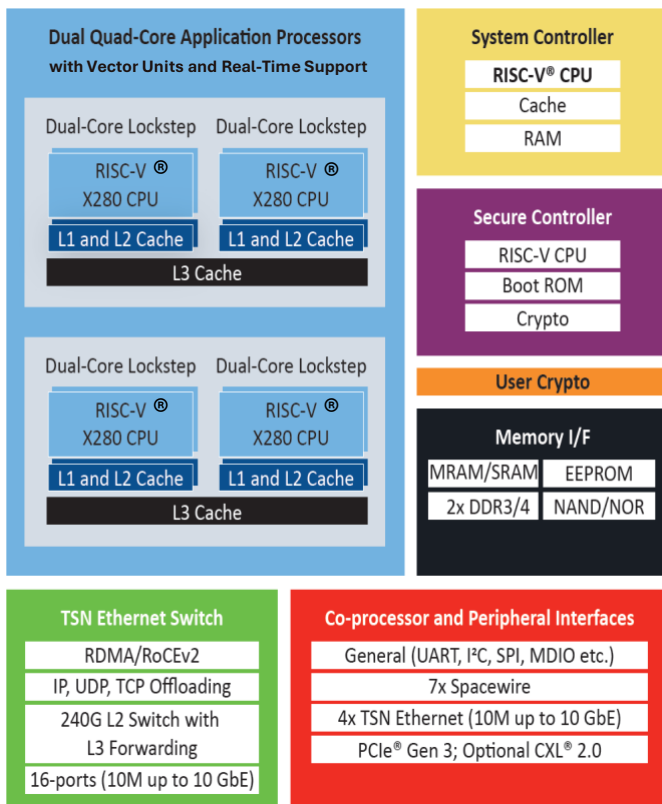 Dual Quad-Core Application Processors
with Vector Units and Real-Time Support
Dual-Core Lockstep
Dual-Core Lockstep
RISC-V ®
X280 CPU
RISC-V ®
X280 CPU
L1 and L2 Cache
L1 and L2 Cache
L3 Cache
Dual-Core Lockstep
Dual-Core Lockstep
RISC-V ®
X280 CPU
RISC-V ®
X280 CPU
L1 and L2 Cache
L1 and L2 Cache
L3 Cache
System Controller
RISC-V® CPU
Cache
RAM
Secure Controller
RISC-V CPU
Boot ROM
Crypto
User Crypto
Memory I/F
MRAM/SRAM
EEPROM
2x DDR3/4
NAND/NOR
TSN Ethernet Switch
RDMA/RoCEv2
IP, UDP, TCP Offloading
240G L2 Switch with
L3 Forwarding
16-ports (10M up to 10 GbE)
Co-processor and Peripheral Interfaces
General (UART, I²C, SPI, MDIO etc.)
7x Spacewire
4x TSN Ethernet (10M up to 10 GbE)
PCIe® Gen 3; Optional CXL® 2.0